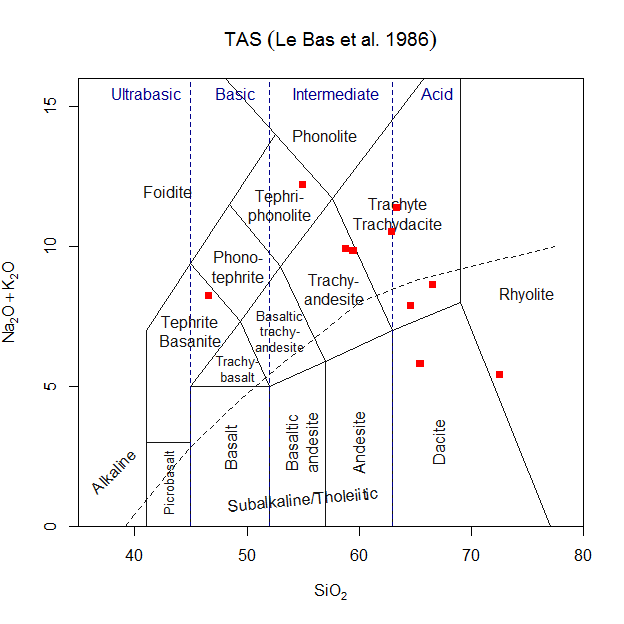 TAS (Le Bas et al. 1986)
Ultrabasic
Basic
Intermediate
Acid
Phonolite
Foidite
Tephri-
phonolite
Trachyte
Trachydacite
Phono-
tephrite
Trachy-
andesite
Rhyolite
Tephrite
Basanite
Basaltic
trachy-
andesite
Trachy-
basalt
Alkaline
Picrobasalt
Basalt
Basaltic
andesite
Andesite
Dacite
Subalkaline/Tholeiitic
Na₂O + K₂O
0
5
10
15
40
50
60
70
80
SiO₂